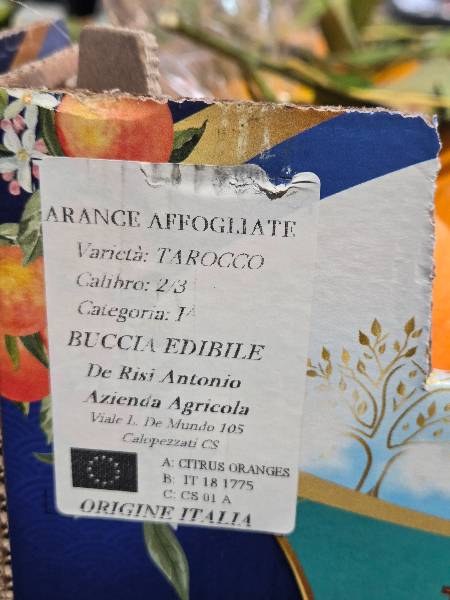 ARANCE AFFOGLIATE
Varietà: TAROCCO
Calibro: 2/3
Categoria: Iᴬ
BUCCIA EDIBILE
De Risi Antonio
Azienda Agricola
Viale L. De Mundo 105
Calopezzati CS
A: CITRUS ORANGES
B: IT 18 1775
C: CS 01 A
ORIGINE ITALIA